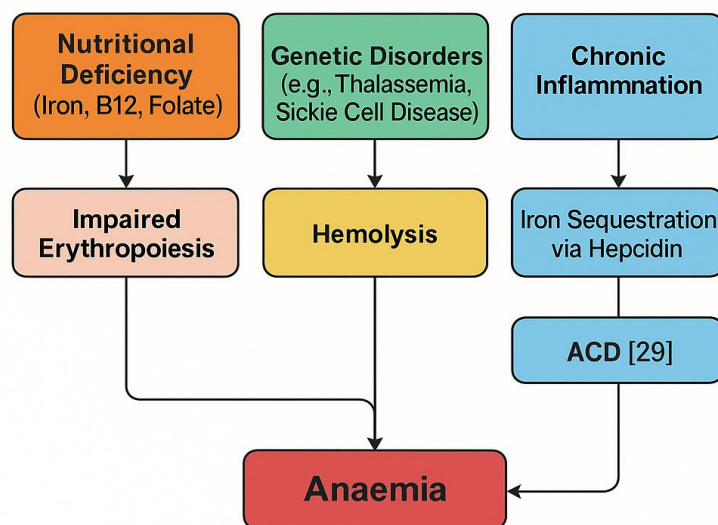 Nutritional
Deficiency
(Iron, B12, Folate)
Genetic Disorders
(e.g., Thalassemia,
Sickie Cell Disease)
Chronic
Inflammnation
Impaired
Erythropoiesis
Hemolysis
Iron Sequestration
via Hepcidin
ACD [29]
Anaemia